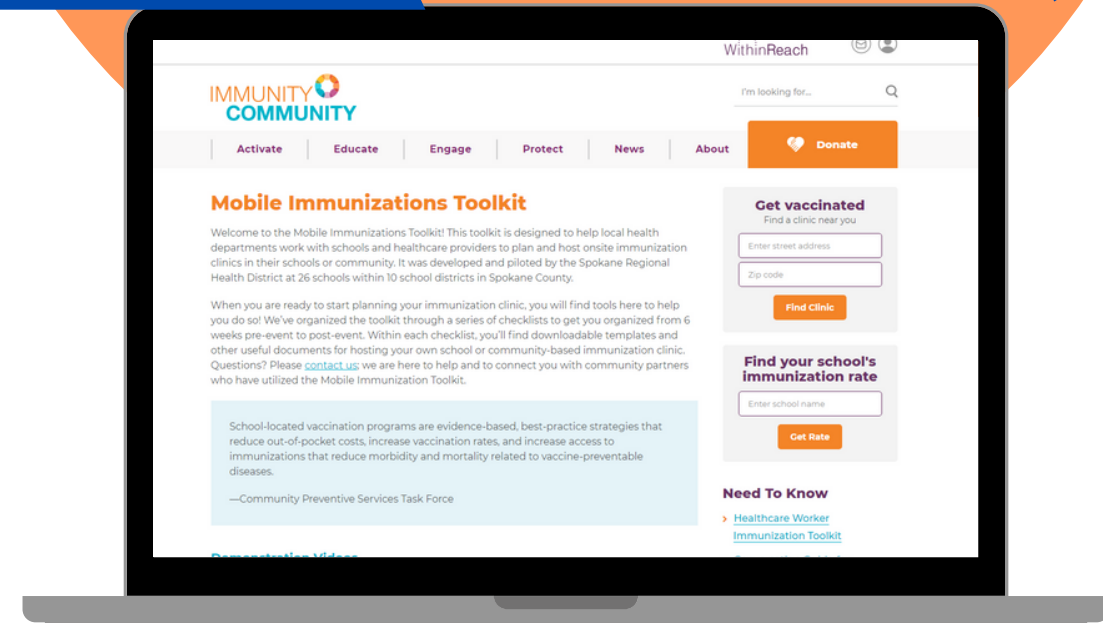 WithinReach
IMMUNITY
COMMUNITY
I'm looking for...
Activate
Educate
Engage
Protect
News
About
Donate
Mobile Immunizations Toolkit
Welcome to the Mobile Immunizations Toolkit! This toolkit is designed to help local health
departments work with schools and healthcare providers to plan and host onsite immunization
clinics in their schools or community. It was developed and piloted by the Spokane Regional
Health District at 26 schools within 10 school districts in Spokane County.
When you are ready to start planning your immunization clinic, you will find tools here to help
you do so! We've organized the toolkit through a series of checklists to get you organized from 6
weeks pre-event to post-event. Within each checklist, you'll find downloadable templates and
other useful documents for hosting your own school or community-based immunization clinic.
Questions? Please contact us; we are here to help and to connect you with community partners
who have utilized the Mobile Immunization Toolkit.
School-located vaccination programs are evidence-based, best-practice strategies that
reduce out-of-pocket costs, increase vaccination rates, and increase access to
immunizations that reduce morbidity and mortality related to vaccine-preventable
diseases.
—Community Preventive Services Task Force
Demonstration Videos
Get vaccinated
Find a clinic near you
Enter street address
Zip code
Find Clinic
Find your school's
immunization rate
Enter school name
Get Rate
Need To Know
Healthcare Worker
Immunization Toolkit